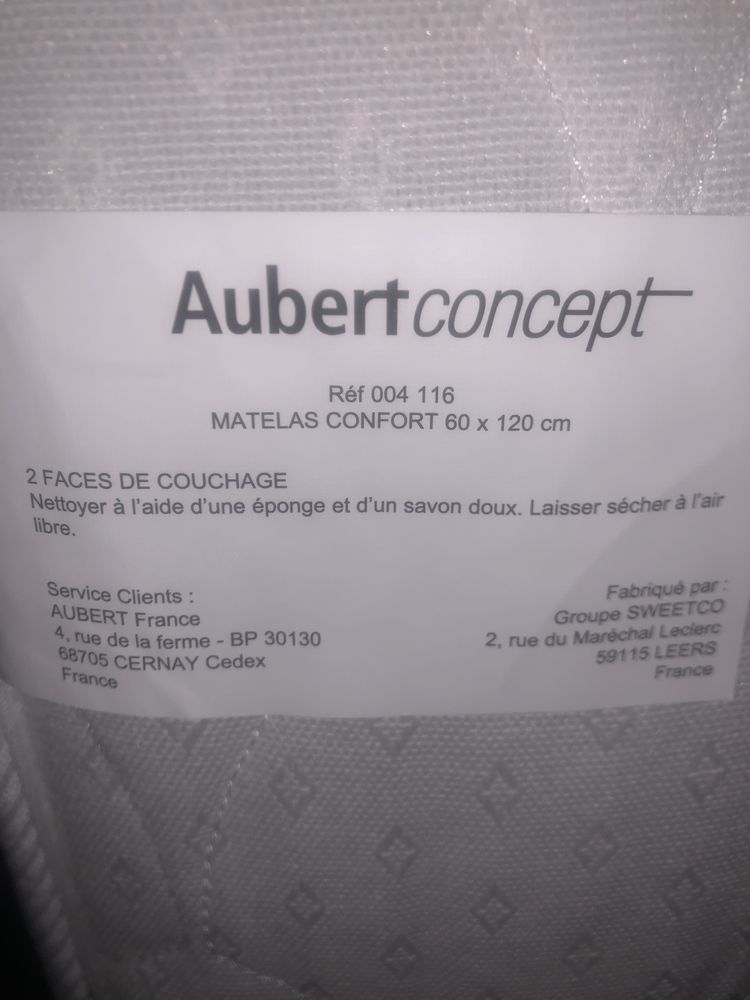 Aubert concept
Réf 004 116
MATELAS CONFORT 60 x 120 cm
2 FACES DE COUCHAGE
Nettoyer à l'aide d'une éponge et d'un savon doux. Laisser sécher à l'air
libre.
Service Clients :
AUBERT France
4, rue de la ferme - BP 30130
68705 CERNAY Cedex
France
Fabriqué par :
Groupe SWEETCO
2, rue du Maréchal Leclerc
59115 LEERS
France